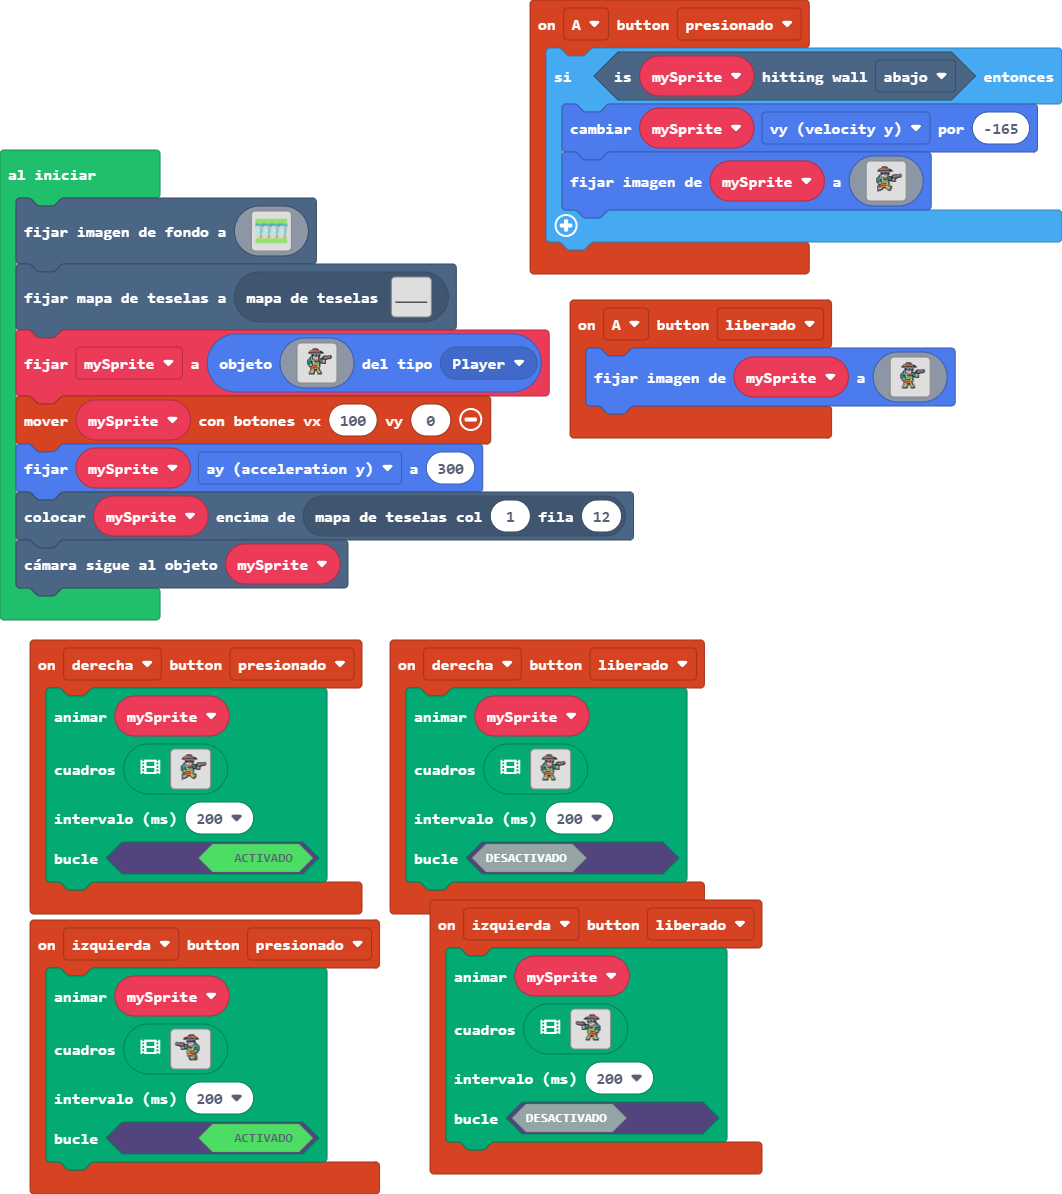 on A button presionado
si is mySprite hitting wall abajo entonces
cambiar mySprite vy (velocity y) por -165
fijar imagen de mySprite a
al iniciar
fijar imagen de fondo a
fijar mapa de teselas a mapa de teselas
fijar mySprite a objeto del tipo Player
mover mySprite con botones vx 100 vy 0
fijar mySprite ay (acceleration y) a 300
colocar mySprite encima de mapa de teselas col 1 fila 12
cámara sigue al objeto mySprite
on A button liberado
fijar imagen de mySprite a
on derecha button presionado
animar mySprite
cuadros
intervalo (ms) 200
bucle ACTIVADO
on derecha button liberado
animar mySprite
cuadros
intervalo (ms) 200
bucle DESACTIVADO
on izquierda button presionado
animar mySprite
cuadros
intervalo (ms) 200
bucle ACTIVADO
on izquierda button liberado
animar mySprite
cuadros
intervalo (ms) 200
bucle DESACTIVADO